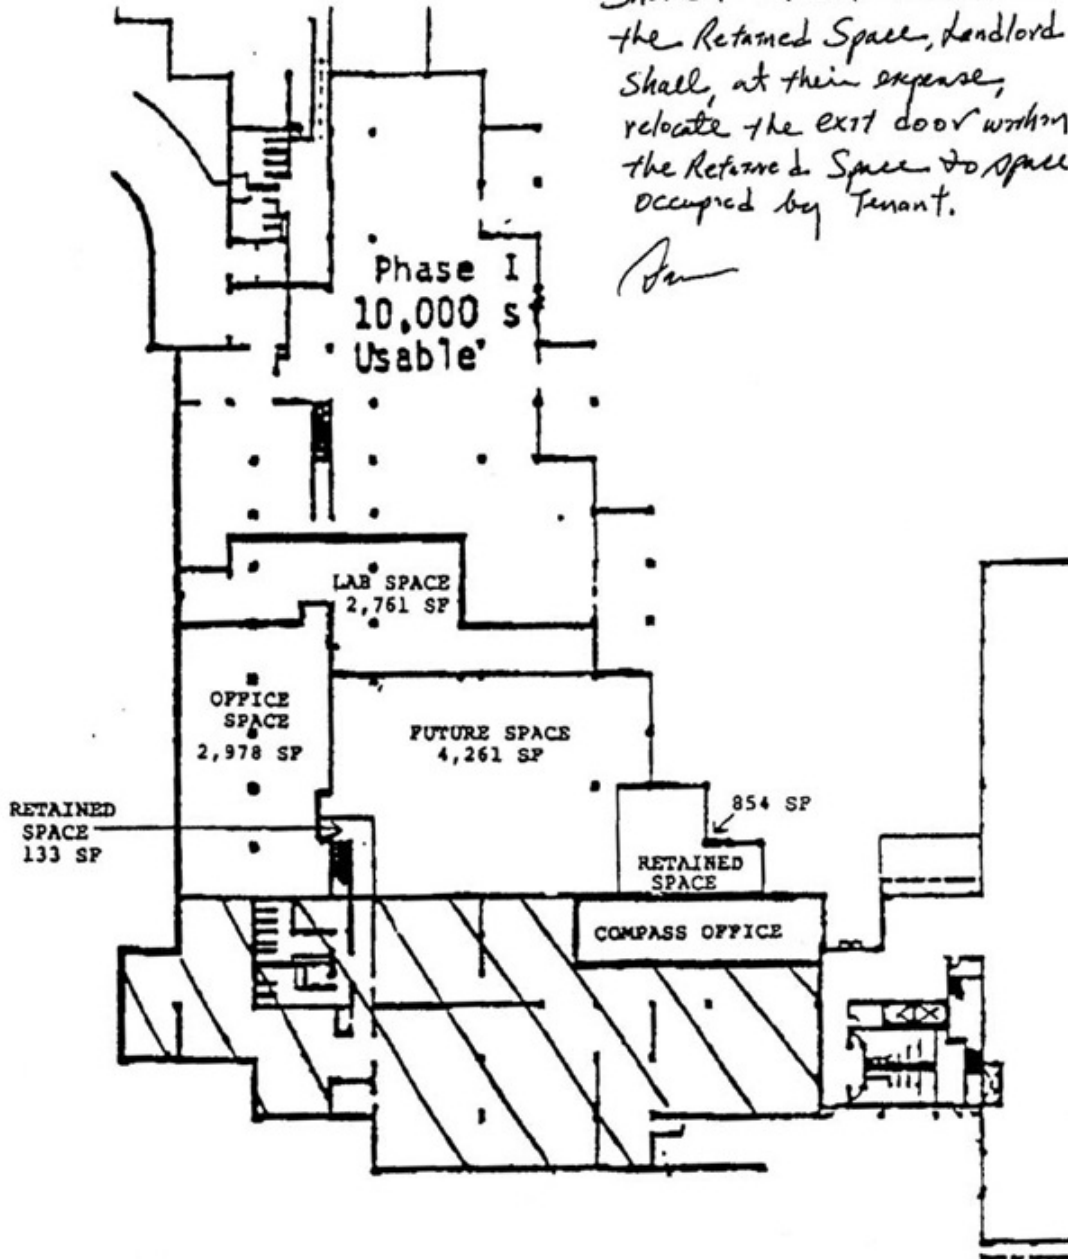 the Retained Space, Landlord
Shall, at their expense,
relocate the exit door within
the Retained Space to space
occupied by Tenant.
Phase I
10,000 sf
Usable
LAB SPACE
2,761 SF
OFFICE
SPACE
2,978 SF
FUTURE SPACE
4,261 SF
RETAINED
SPACE
133 SF
854 SF
RETAINED
SPACE
COMPASS OFFICE